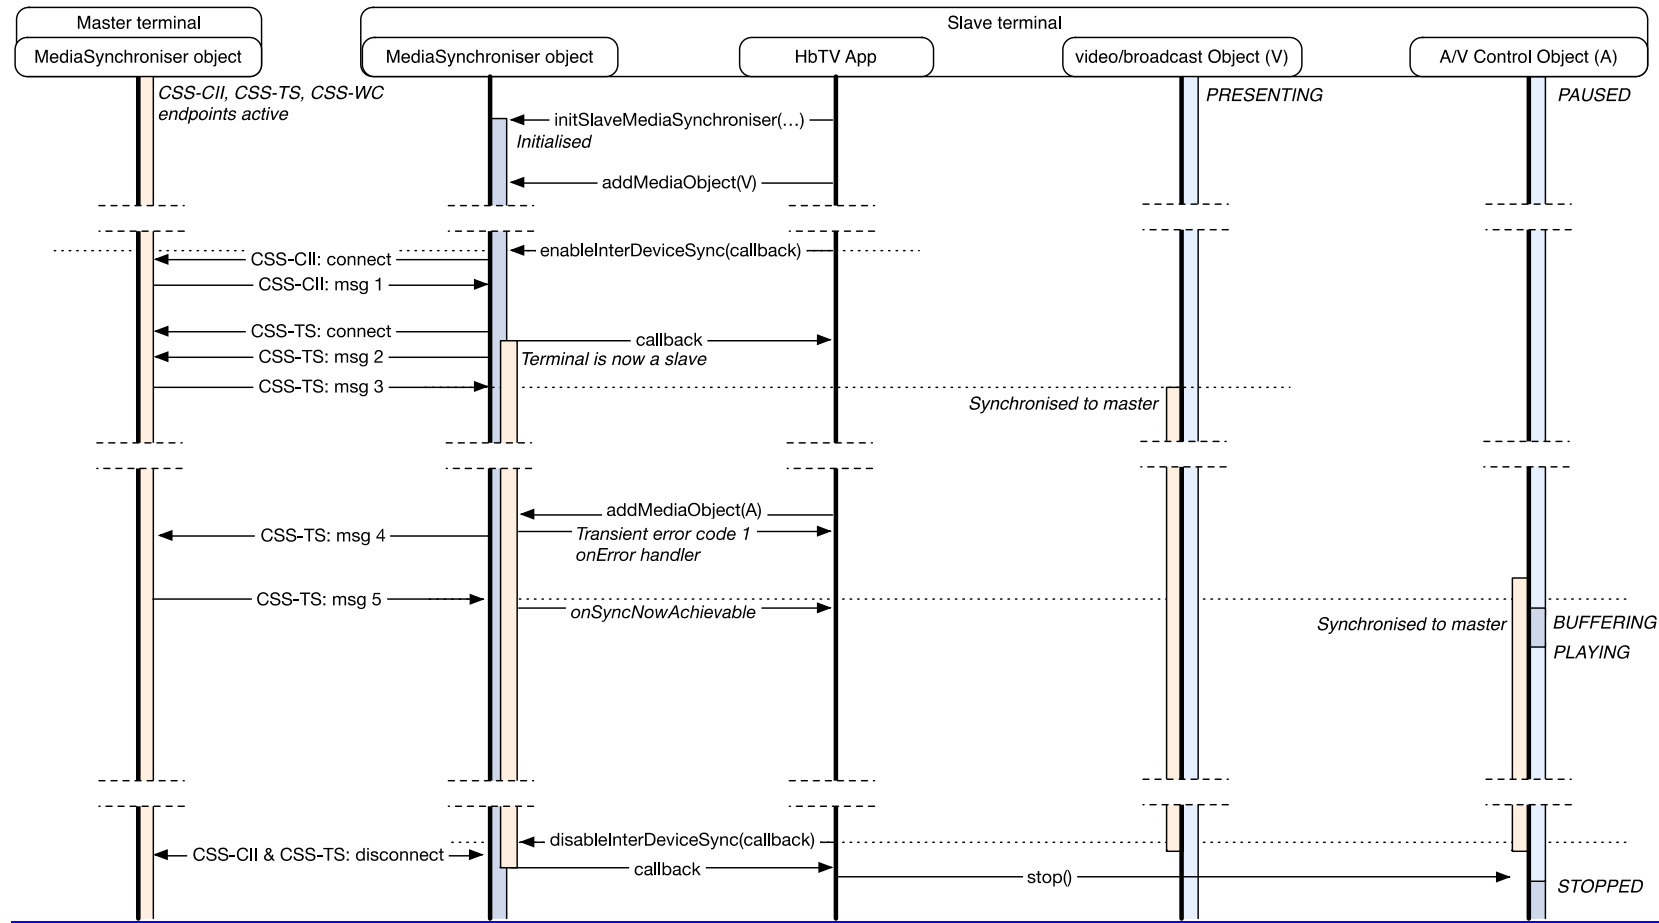 Master terminal
Slave terminal
MediaSynchroniser object
MediaSynchroniser object
HbTV App
video/broadcast Object (V)
A/V Control Object (A)
CSS-CII, CSS-TS, CSS-WC
endpoints active
PRESENTING
PAUSED
initSlaveMediaSynchroniser(...)
Initialised
addMediaObject(V)
enableInterDeviceSync(callback)
CSS-CII: connect
CSS-CII: msg 1
CSS-TS: connect
callback
CSS-TS: msg 2
Terminal is now a slave
CSS-TS: msg 3
Synchronised to master
addMediaObject(A)
CSS-TS: msg 4
Transient error code 1
onError handler
CSS-TS: msg 5
onSyncNowAchievable
Synchronised to master
BUFFERING
PLAYING
disableInterDeviceSync(callback)
CSS-CII & CSS-TS: disconnect
callback
stop()
STOPPED